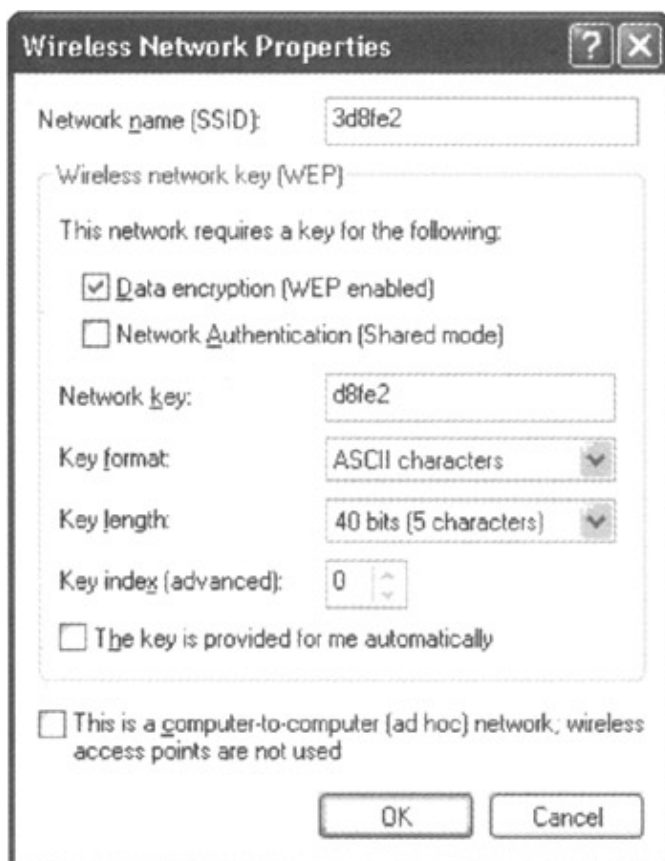 Wireless Network Properties
Network name (SSID): 3d8fe2
Wireless network key (WEP)
This network requires a key for the following:
Data encryption (WEP enabled)
Network Authentication (Shared mode)
Network key: d8fe2
Key format: ASCII characters
Key length: 40 bits (5 characters)
Key index (advanced): 0
The key is provided for me automatically
This is a computer-to-computer (ad hoc) network; wireless
access points are not used
OK Cancel